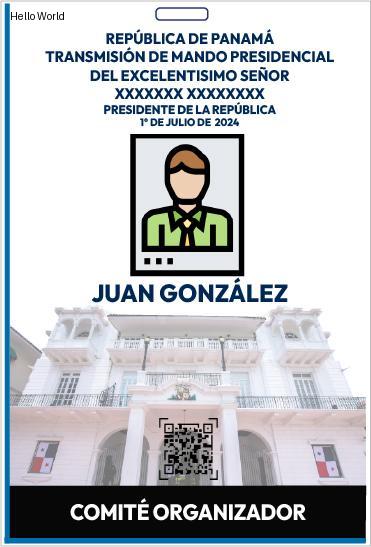 Hello World
REPÚBLICA DE PANAMÁ
TRANSMISIÓN DE MANDO PRESIDENCIAL
DEL EXCELENTISIMO SEÑOR
XXXXXXX XXXXXXXX
PRESIDENTE DE LA REPÚBLICA
1º DE JULIO DE 2024
JUAN GONZÁLEZ
COMITÉ ORGANIZADOR